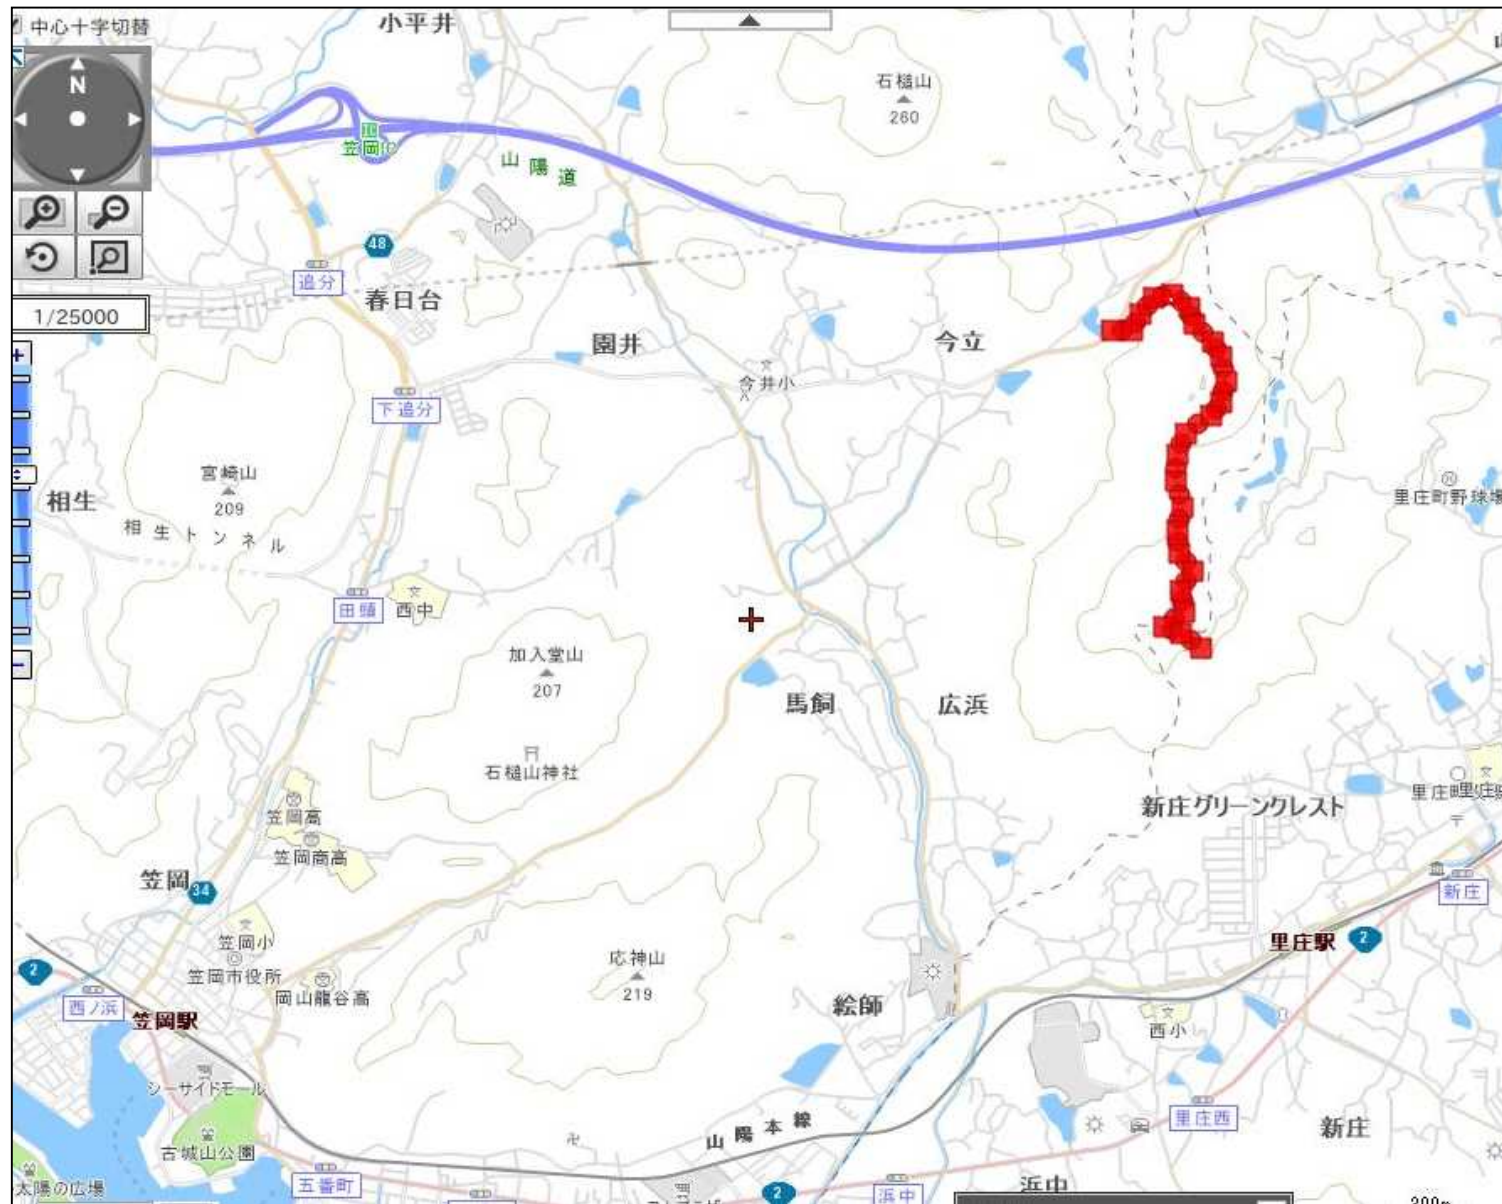 中心十字切替
小平井
N
石槌山
260
IC
笠岡
山陽道
48
追分
春日台
1/25000
園井
今立
今井小
下追分
宮崎山
209
相生
相生トンネル
里庄町野球場
田頭
西中
加入堂山
207
馬飼
広浜
石槌山神社
新庄グリーンクレスト
笠岡高
笠岡商高
笠岡
34
新庄
笠岡小
里庄駅
2
笠岡市役所
応神山
219
2
岡山龍谷高
西ノ浜
絵師
笠岡駅
西小
シーサイドモール
里庄西
山陽本線
新庄
古城山公園
太陽の広場
五番町
2
浜中
浜中